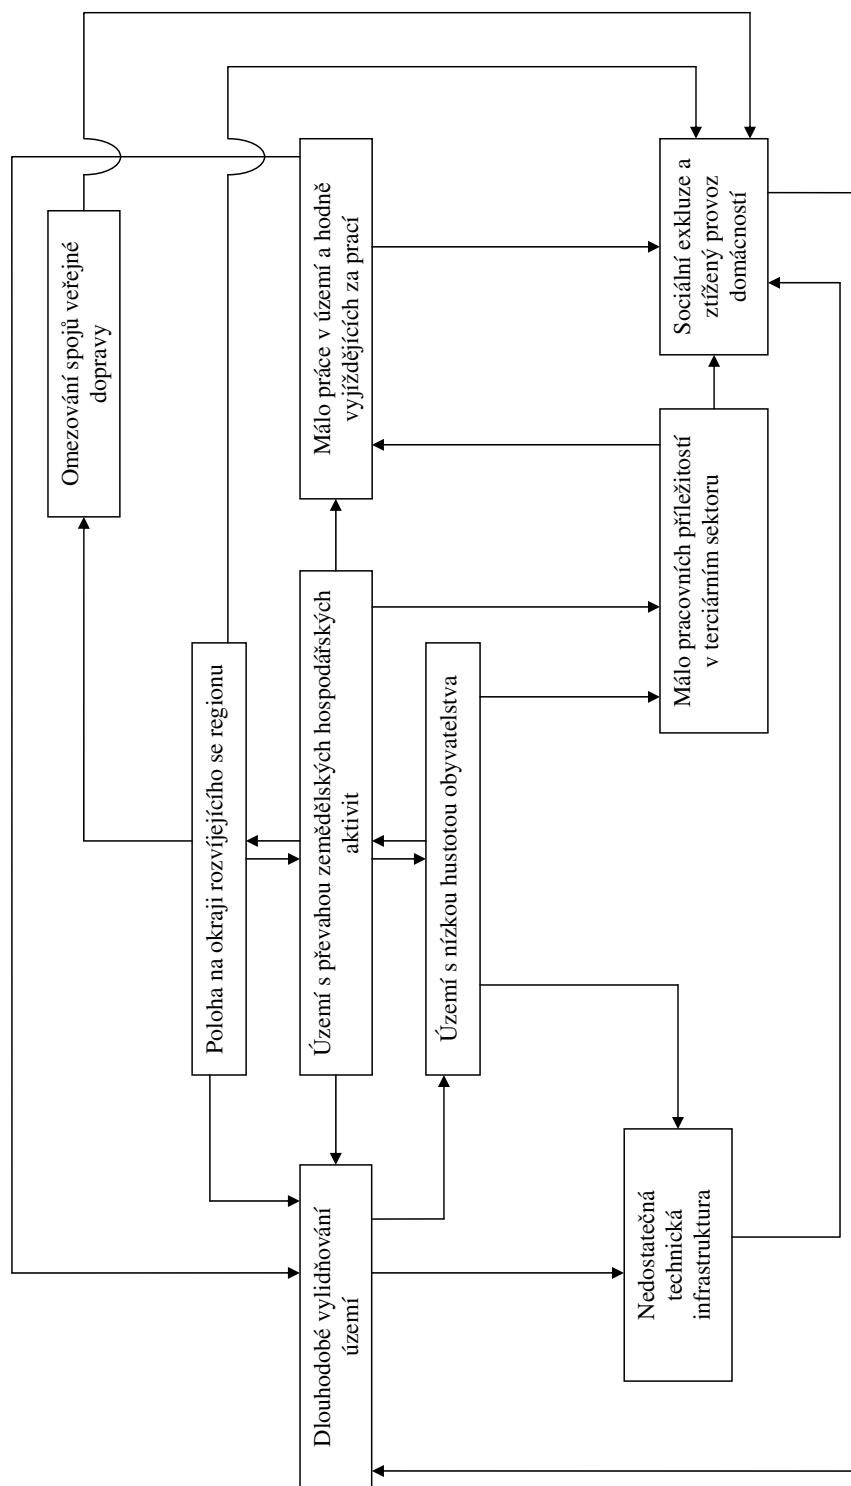 Omezování spojů veřejné
dopravy
Poloha na okraji rozvíjejícího se regionu
Málo práce v území a hodně
vyjíždějících za prací
Území s převahou zemědělských hospodářských
aktivit
Dlouhodobé vylidňování
území
Území s nízkou hustotou obyvatelstva
Sociální exkluze a
ztížený provoz
domácností
Málo pracovních příležitostí
v terciárním sektoru
Nedostatečná
technická
infrastruktura